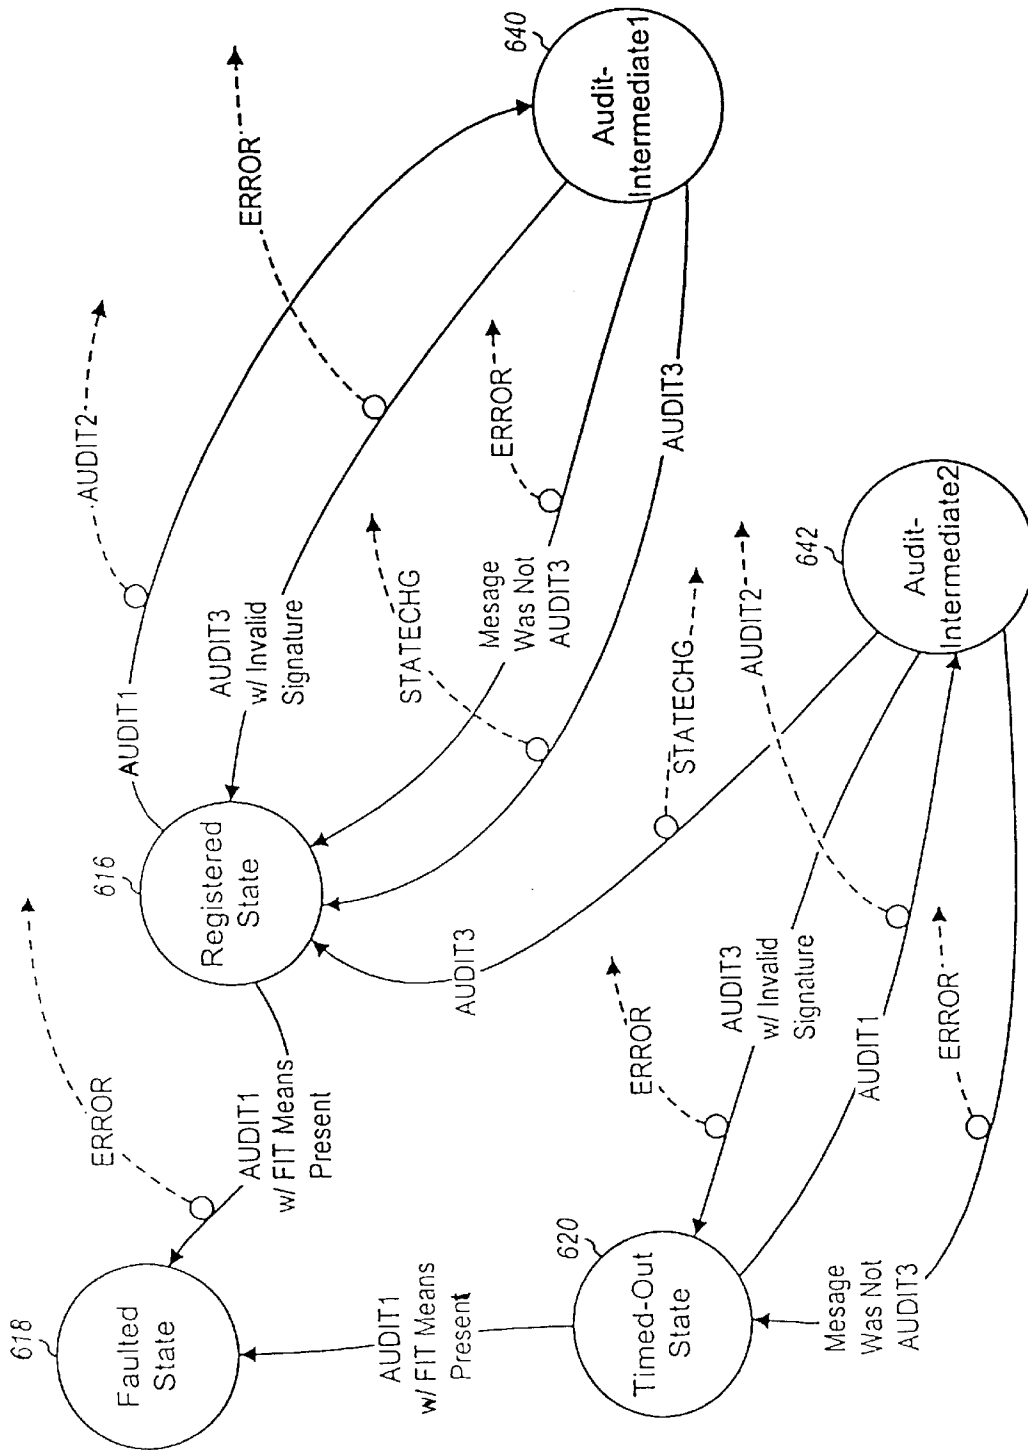 618
Faulted
State
ERROR
AUDIT1
w/ FIT Means
Present
616
Registered
State
AUDIT1
AUDIT2
ERROR
640
Audit-
Intermediate1
AUDIT3
w/ Invalid
Signature
STATECHG
Message
Was Not
AUDIT3
ERROR
AUDIT3
AUDIT3
STATECHG
AUDIT1
w/ FIT Means
Present
620
Timed-Out
State
ERROR
AUDIT3
w/ Invalid
Signature
AUDIT2
642
Audit-
Intermediate2
AUDIT1
ERROR
Mesage
Was Not
AUDIT3